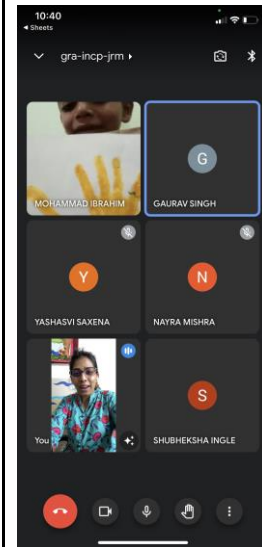 10:40
◀ Sheets
gra-incp-jrm ▸
G
MOHAMMAD IBRAHIM
GAURAV SINGH
Y
N
YASHASVI SAXENA
NAYRA MISHRA
S
You
SHUBHEKSHA INGLE